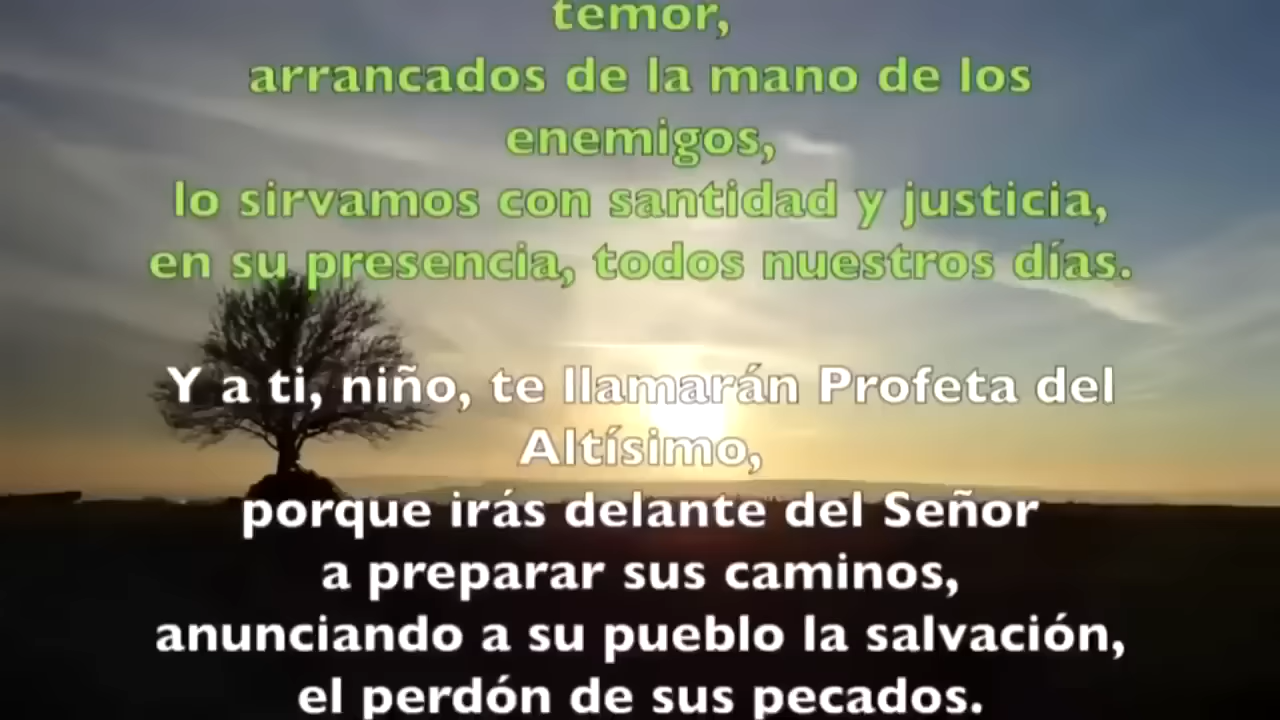 temor,
arrancados de la mano de los
enemigos,
lo sirvamos con santidad y justicia,
en su presencia, todos nuestros días.
Y a ti, niño, te llamarán Profeta del
Altísimo,
porque irás delante del Señor
a preparar sus caminos,
anunciando a su pueblo la salvación,
el perdón de sus pecados.